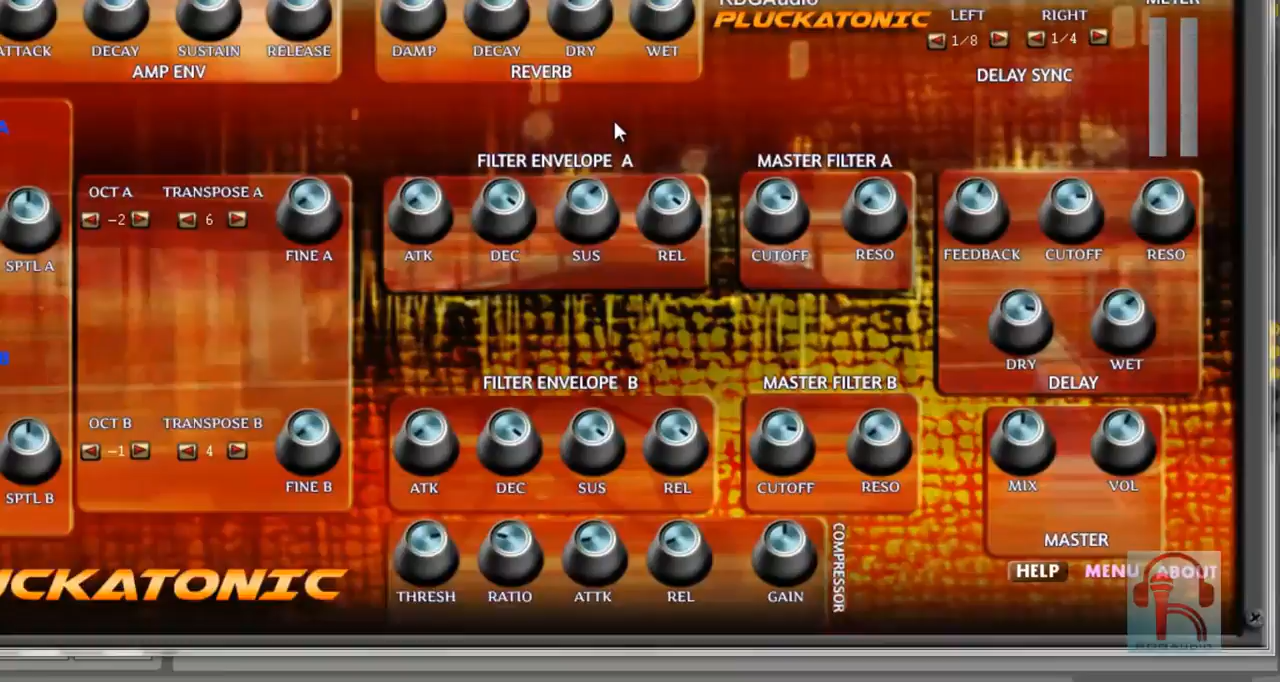 RDGAudio
METER
PLUCKATONIC
LEFT
RIGHT
1/8
1/4
DELAY SYNC
ATTACK
DECAY
SUSTAIN
RELEASE
AMP ENV
DAMP
DECAY
DRY
WET
REVERB
A
FILTER ENVELOPE A
MASTER FILTER A
OCT A
TRANSPOSE A
-2
6
SPTL A
FINE A
ATK
DEC
SUS
REL
CUTOFF
RESO
FEEDBACK
CUTOFF
RESO
DRY
WET
DELAY
B
FILTER ENVELOPE B
MASTER FILTER B
OCT B
TRANSPOSE B
-1
4
SPTL B
FINE B
ATK
DEC
SUS
REL
CUTOFF
RESO
MIX
VOL
MASTER
UCKATONIC
THRESH
RATIO
ATTK
REL
GAIN
COMPRESSOR
HELP
MENU
ABOUT